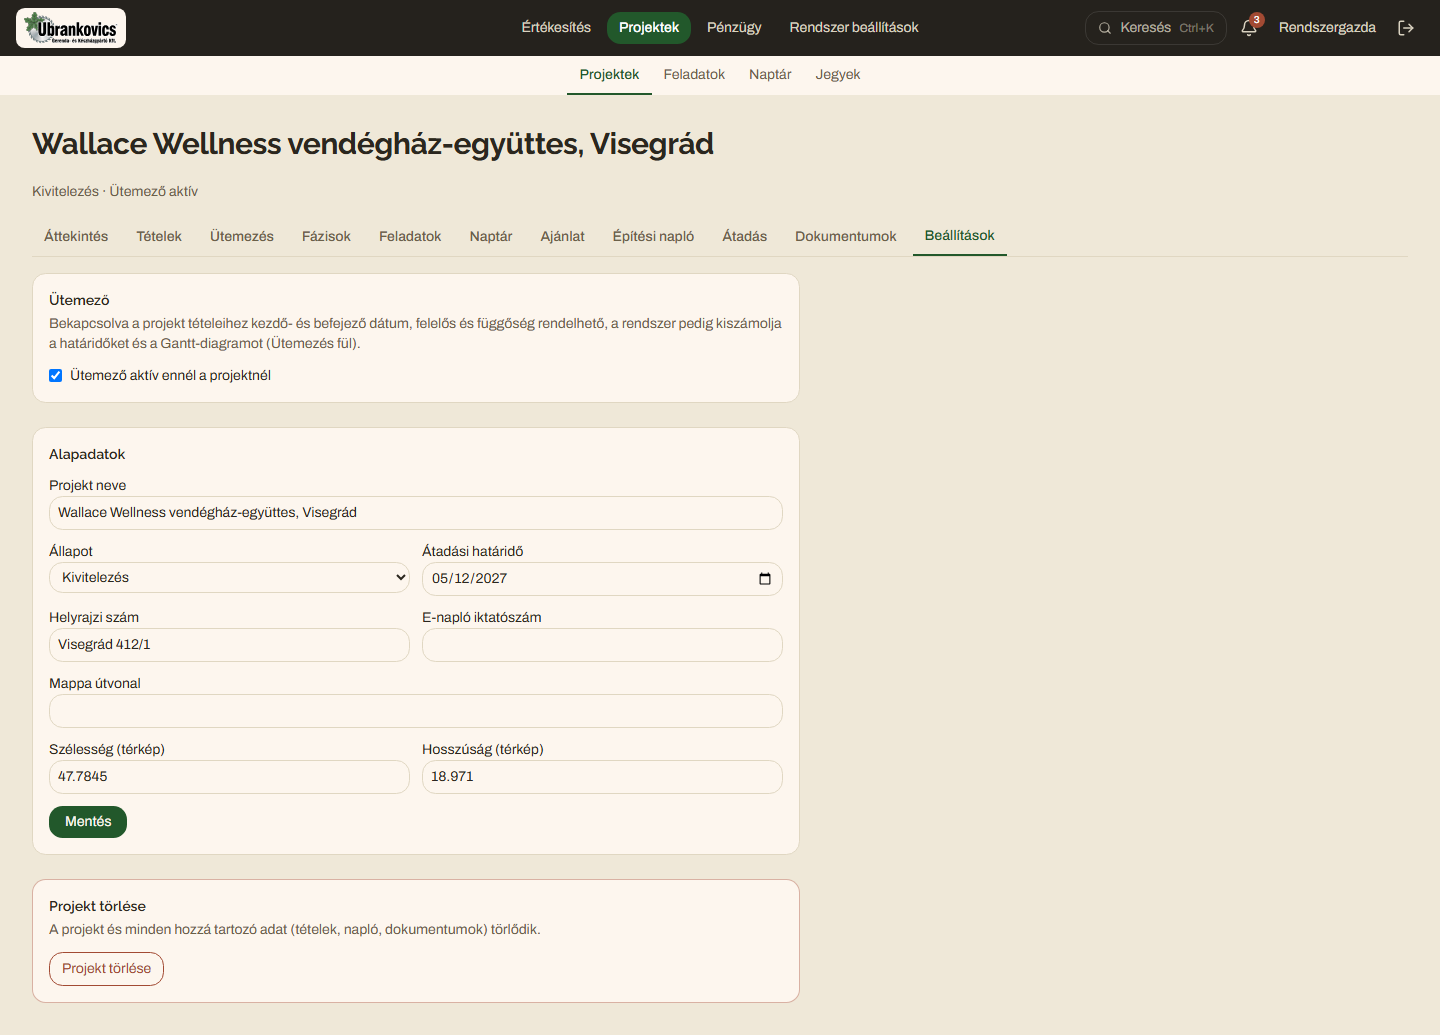 Ubrankovics
Gerenda- és Készházgyártó Kft.
Értékesítés
Projektek
Pénzügy
Rendszer beállítások
Keresés Ctrl+K
3
Rendszergazda
Projektek
Feladatok
Naptár
Jegyek
Wallace Wellness vendégház-együttes, Visegrád
Kivitelezés · Ütemező aktív
Áttekintés
Tételek
Ütemezés
Fázisok
Feladatok
Naptár
Ajánlat
Építési napló
Átadás
Dokumentumok
Beállítások
Ütemező
Bekapcsolva a projekt tételeihez kezdő- és befejező dátum, felelős és függőség rendelhető, a rendszer pedig kiszámolja
a határidőket és a Gantt-diagramot (Ütemezés fül).
Ütemező aktív ennél a projektnél
Alapadatok
Projekt neve
Wallace Wellness vendégház-együttes, Visegrád
Állapot
Átadási határidő
Kivitelezés
05/12/2027
Helyrajzi szám
E-napló iktatószám
Visegrád 412/1
Mappa útvonal
Szélesség (térkép)
Hosszúság (térkép)
47.7845
18.971
Mentés
Projekt törlése
A projekt és minden hozzá tartozó adat (tételek, napló, dokumentumok) törlődik.
Projekt törlése